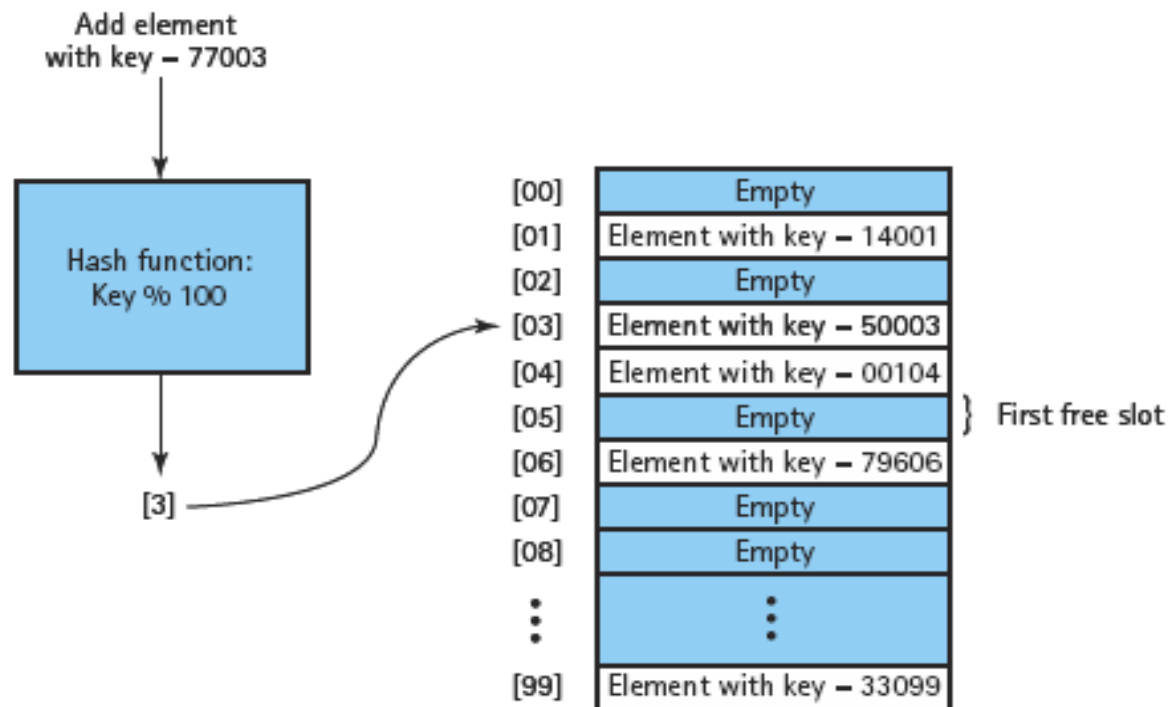 Add element
with key – 77003
Hash function:
Key % 100
[3]
[00] Empty
[01] Element with key – 14001
[02] Empty
[03] Element with key – 50003
[04] Element with key – 00104
[05] Empty } First free slot
[06] Element with key – 79606
[07] Empty
[08] Empty
[99] Element with key – 33099